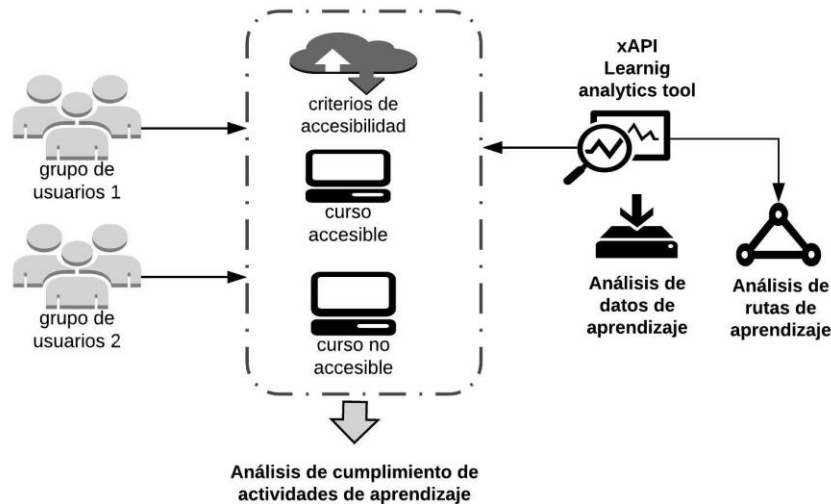 grupo de
usuarios 1
grupo de
usuarios 2
criterios de
accesibilidad
curso
accesible
curso no
accesible
Análisis de cumplimiento de
actividades de aprendizaje
xAPI
Learnig
analytics tool
Análisis de
datos de
aprendizaje
Análisis de
rutas de
aprendizaje